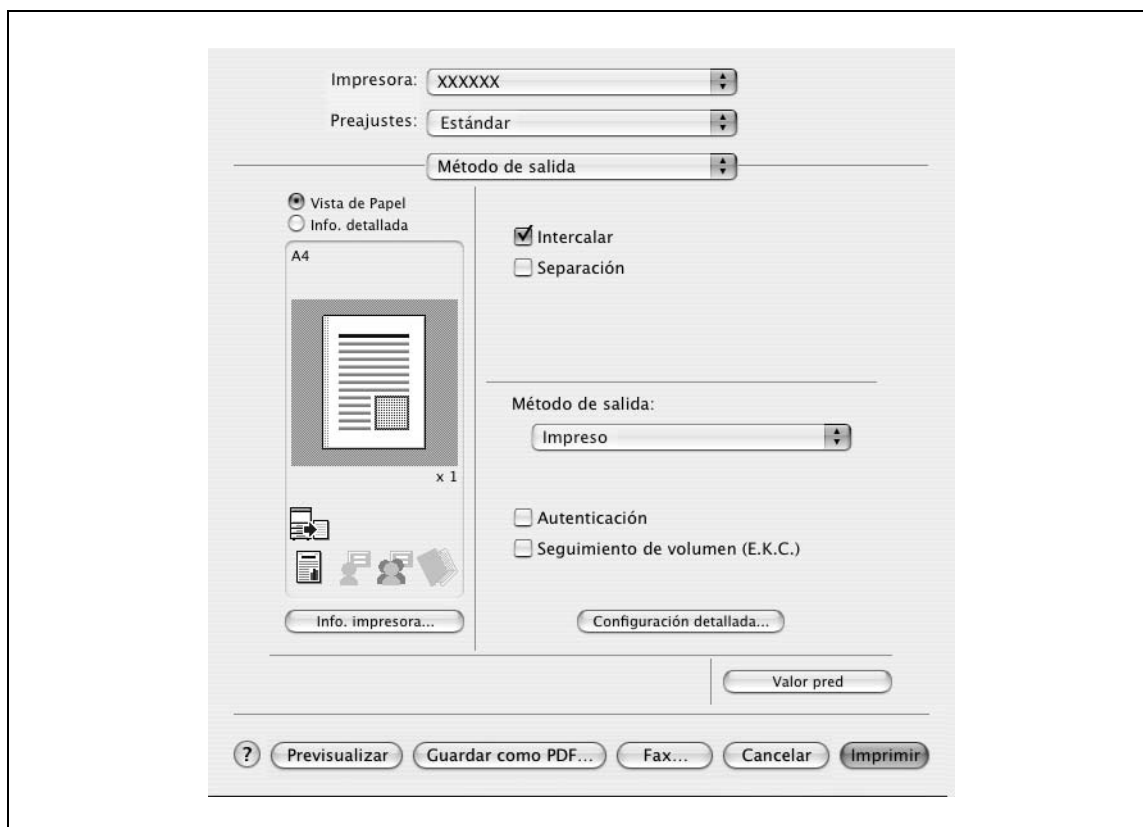 Impresora: XXXXXX
Preajustes: Estándar
Método de salida
Vista de Papel
Info. detallada
A4
x 1
Info. impresora...
Intercalar
Separación
Método de salida:
Impreso
Autenticación
Seguimiento de volumen (E.K.C.)
Configuración detallada...
Valor pred
? Previsualizar Guardar como PDF... Fax... Cancelar Imprimir